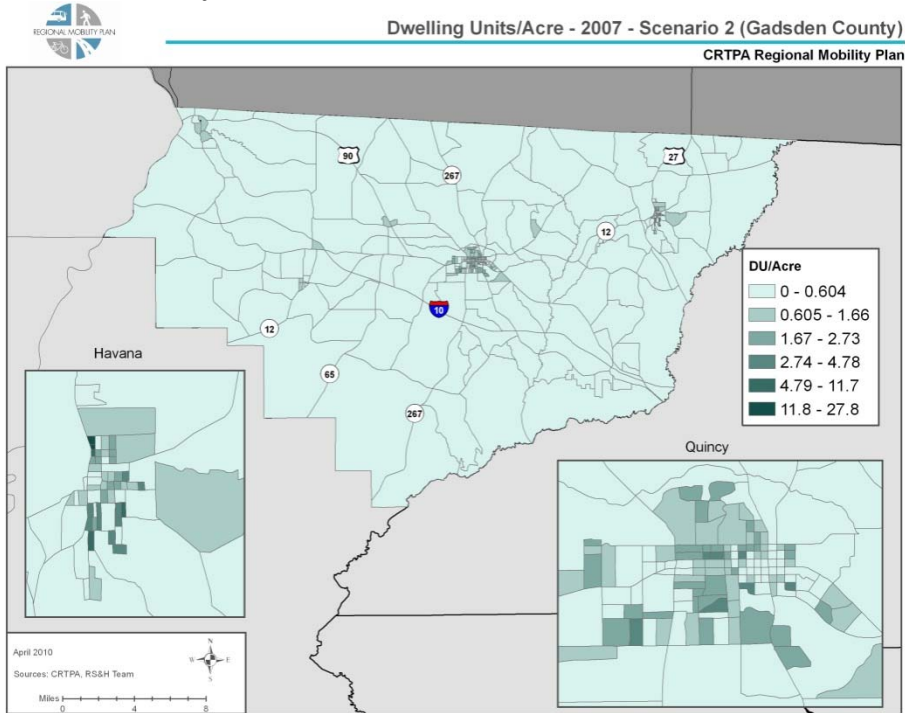 REGIONAL MOBILITY PLAN
Dwelling Units/Acre - 2007 - Scenario 2 (Gadsden County)
CRTPA Regional Mobility Plan
90
27
267
12
DU/Acre
0 - 0.604
0.605 - 1.66
1.67 - 2.73
2.74 - 4.78
4.79 - 11.7
11.8 - 27.8
10
12
65
267
Havana
Quincy
April 2010
Sources: CRTPA, RS&H Team
N
W E
S
Miles
0 4 8